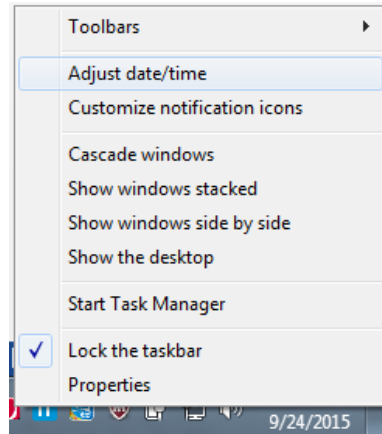 Toolbars
Adjust date/time
Customize notification icons
Cascade windows
Show windows stacked
Show windows side by side
Show the desktop
Start Task Manager
Lock the taskbar
Properties
9/24/2015